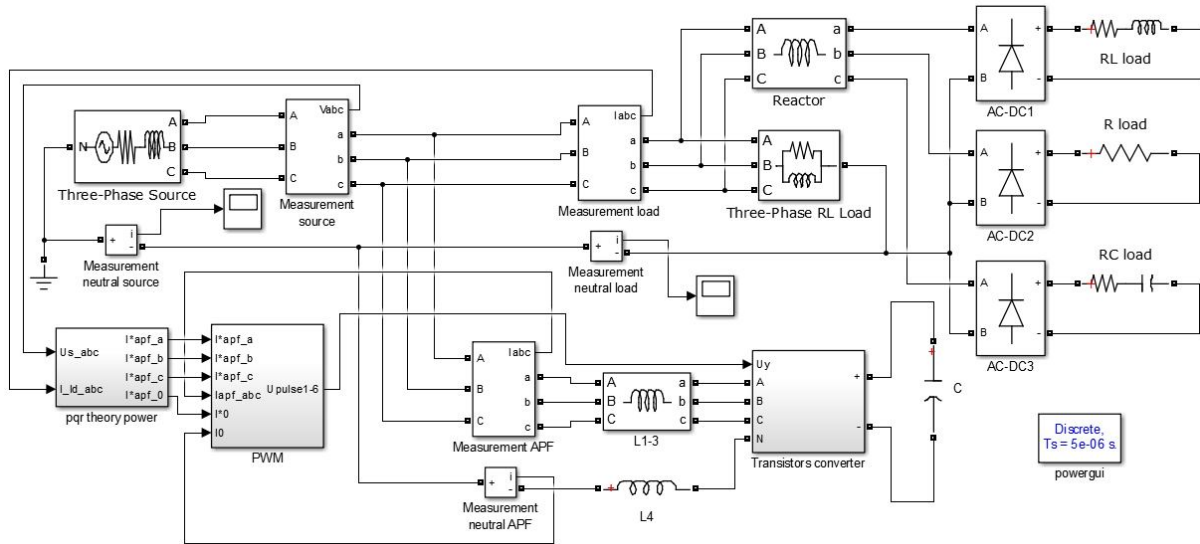 N
A
B
C
Three-Phase Source
A
B
C
Vabc
a
b
c
Measurement
source
+
i
-
Measurement
neutral source
A
B
C
Iabc
a
b
c
Measurement load
+
i
-
Measurement
neutral load
A
B
C
a
b
c
Reactor
A
B
C
Three-Phase RL Load
A
B
+
-
AC-DC1
+
RL load
A
B
+
-
AC-DC2
+
R load
A
B
+
-
AC-DC3
RC load
+
Us_abc
I_ld_abc
I*apf_a
I*apf_b
I*apf_c
I*apf_0
pqr theory power
I*apf_a
I*apf_b
I*apf_c
Iapf_abc
I*0
I0
Upulse1-6
PWM
A
B
C
Iabc
a
b
c
Measurement APF
+
i
-
Measurement
neutral APF
A
B
C
a
b
c
L1-3
+
L4
Uy
A
B
C
N
+
-
Transistors converter
+
C
Discrete,
Ts = 5e-06 s.
powergui